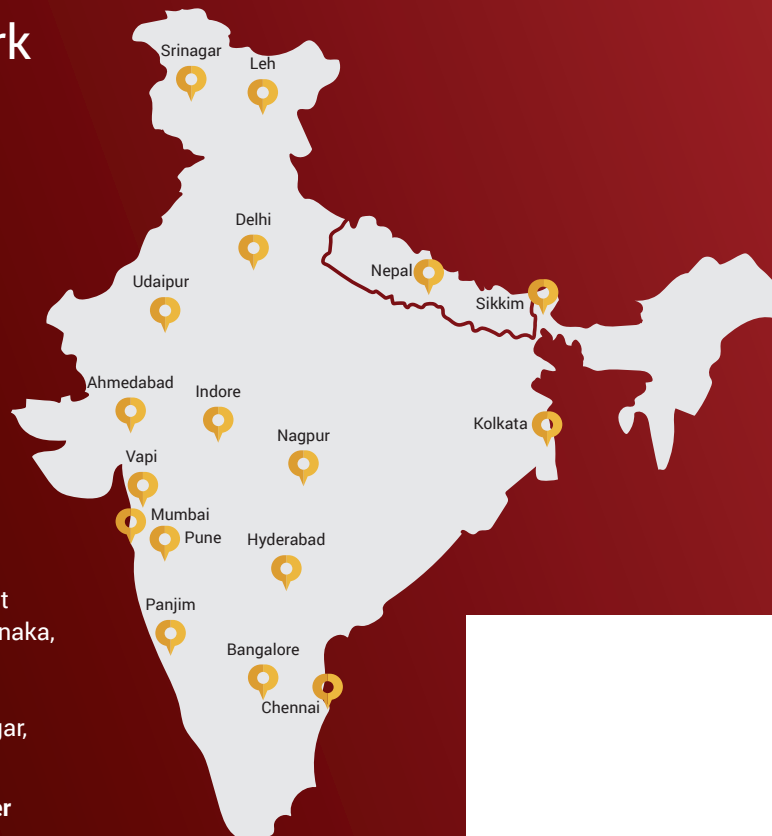 rk
Srinagar
Leh
Delhi
Nepal
Udaipur
Sikkim
Ahmedabad
Indore
Kolkata
Nagpur
Vapi
Mumbai
Pune
Hyderabad
t
Panjim
naka,
Bangalore
Chennai
gar,
er